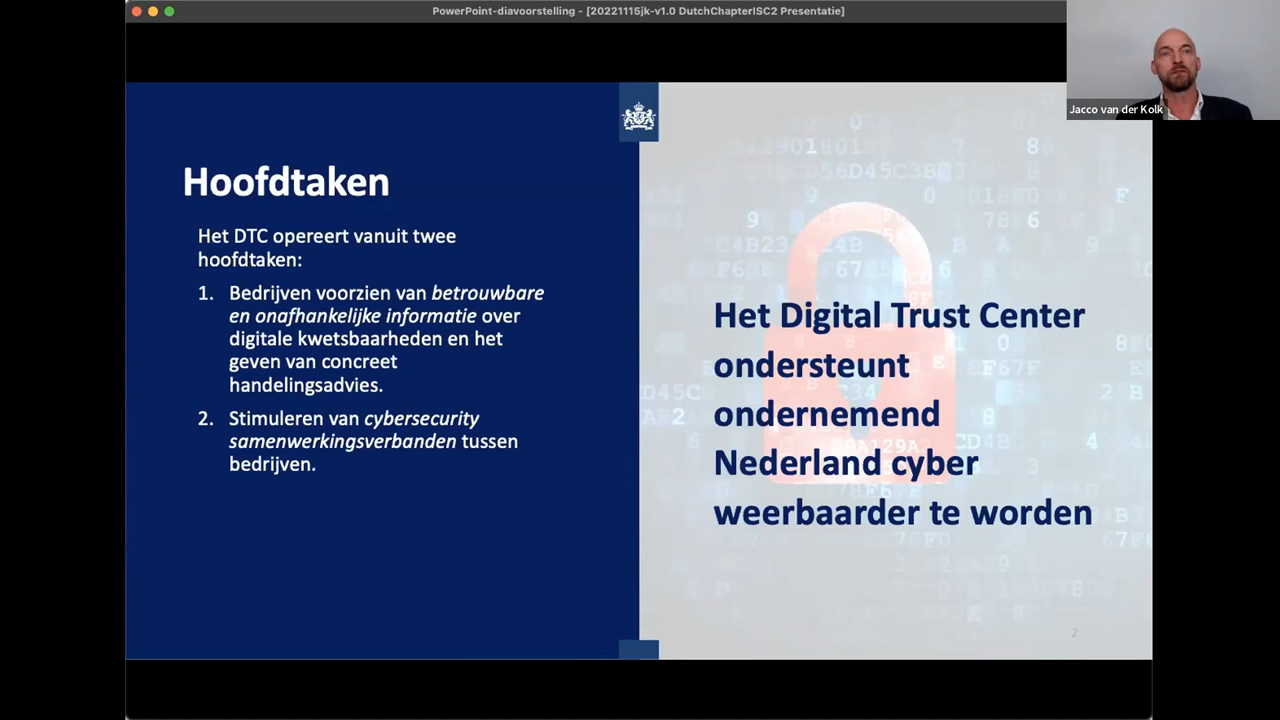 PowerPoint-diavoorstelling - [20221115jk-v1.0 DutchChapterISC2 Presentatie]
Jacco van der Kolk
Hoofdtaken
Het DTC opereert vanuit twee
hoofdtaken:
1. Bedrijven voorzien van betrouwbare
en onafhankelijke informatie over
digitale kwetsbaarheden en het
geven van concreet
handelingsadvies.
2. Stimuleren van cybersecurity
samenwerkingsverbanden tussen
bedrijven.
Het Digital Trust Center
ondersteunt
ondernemend
Nederland cyber
weerbaarder te worden
2